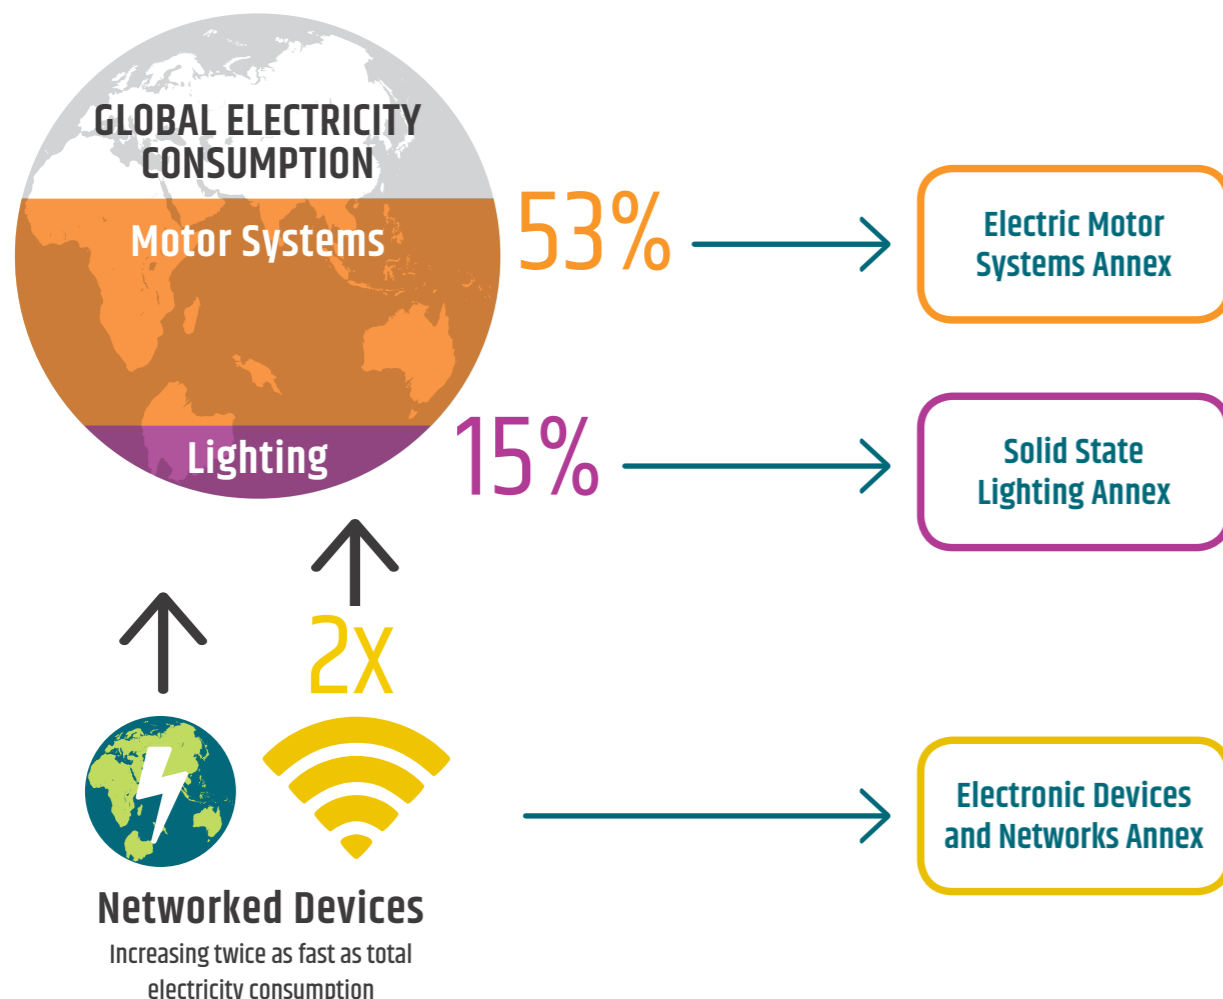 GLOBAL ELECTRICITY
CONSUMPTION
Motor Systems
53%
Electric Motor
Systems Annex
Lighting
15%
Solid State
Lighting Annex
2x
Networked Devices
Increasing twice as fast as total
electricity consumption
Electronic Devices
and Networks Annex